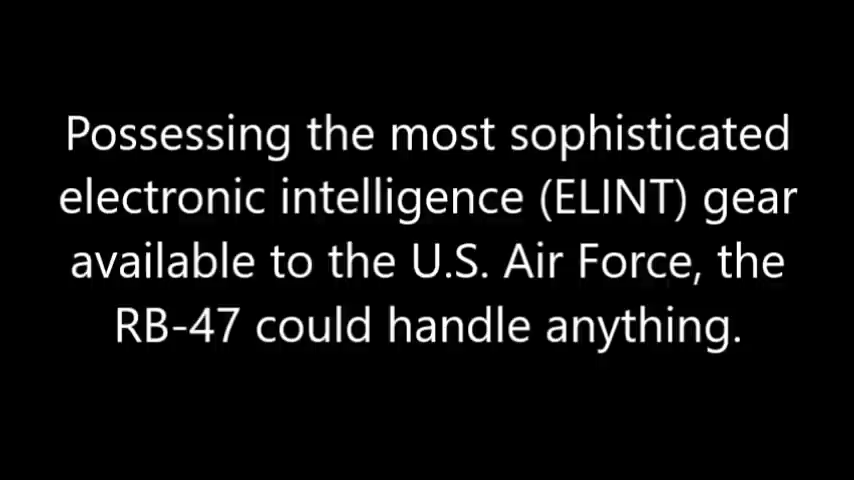 Possessing the most sophisticated
electronic intelligence (ELINT) gear
available to the U.S. Air Force, the
RB-47 could handle anything.